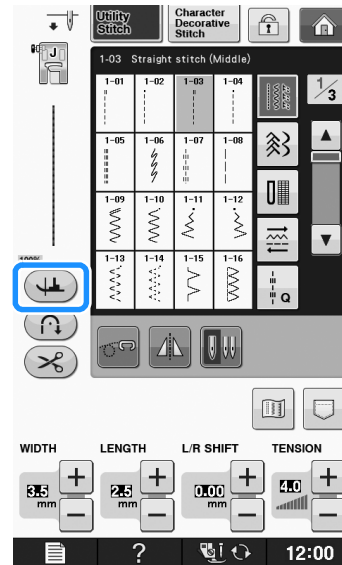 Utility
Stitch
Character
Decorative
Stitch
J
1-03 Straight stitch (Middle)
1/3
1-01 1-02 1-03 1-04
1-05 1-06 1-07 1-08
1-09 1-10 1-11 1-12
1-13 1-14 1-15 1-16
Q
100%
WIDTH LENGTH L/R SHIFT TENSION
3.5 mm + −
2.5 mm + −
0.00 mm + −
4.0 + −
? 12:00